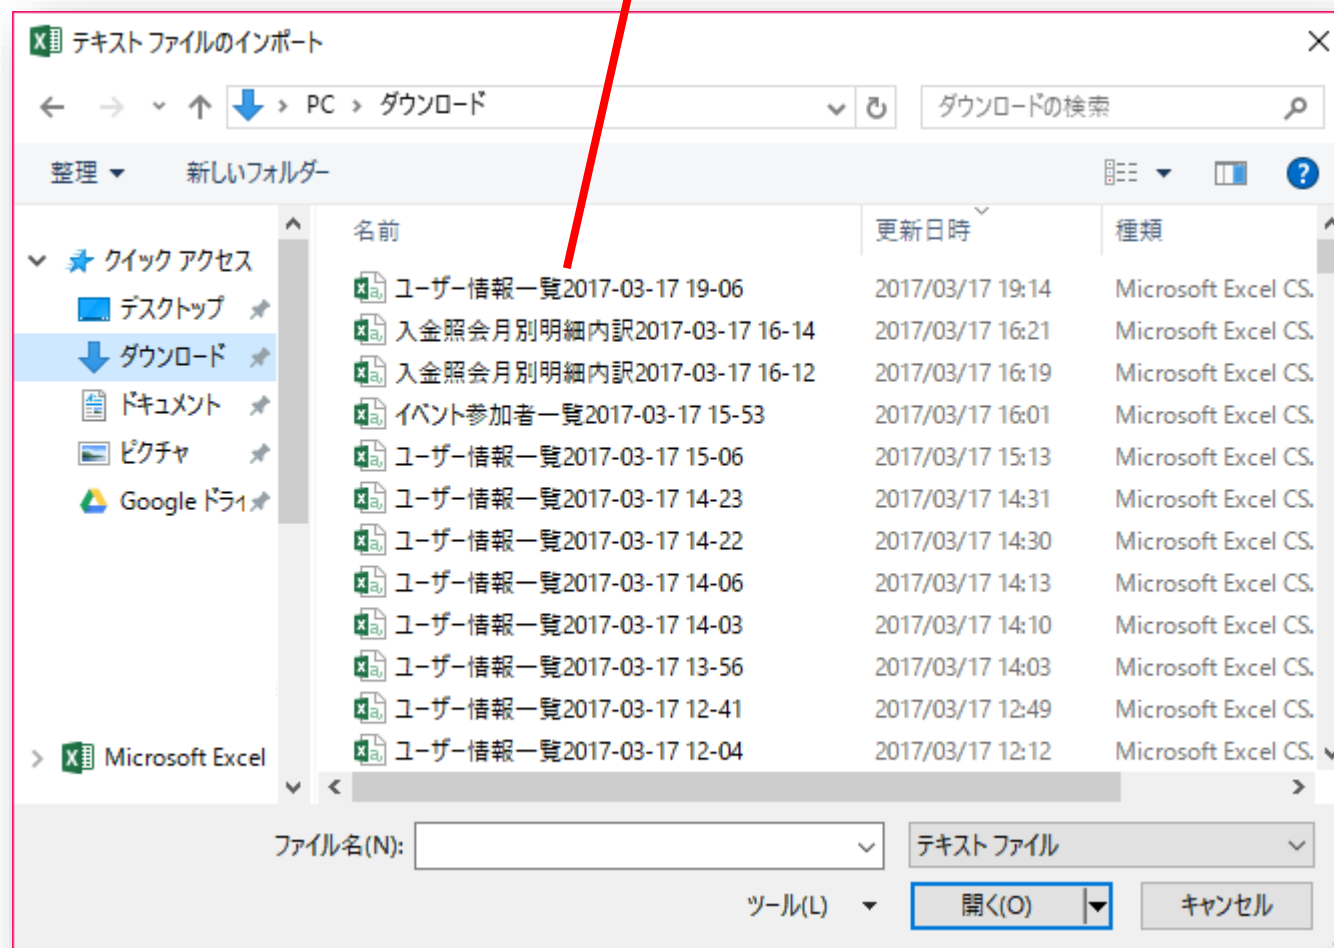 テキスト ファイルのインポート
PC > ダウンロード
ダウンロードの検索
整理
新しいフォルダー
名前 更新日時 種類
クイック アクセス
デスクトップ
ダウンロード
ドキュメント
ピクチャ
Google ドライ
Microsoft Excel
ユーザー情報一覧2017-03-17 19-06 2017/03/17 19:14 Microsoft Excel CS.
入金照会月別明細内訳2017-03-17 16-14 2017/03/17 16:21 Microsoft Excel CS.
入金照会月別明細内訳2017-03-17 16-12 2017/03/17 16:19 Microsoft Excel CS.
イベント参加者一覧2017-03-17 15-53 2017/03/17 16:01 Microsoft Excel CS.
ユーザー情報一覧2017-03-17 15-06 2017/03/17 15:13 Microsoft Excel CS.
ユーザー情報一覧2017-03-17 14-23 2017/03/17 14:31 Microsoft Excel CS.
ユーザー情報一覧2017-03-17 14-22 2017/03/17 14:30 Microsoft Excel CS.
ユーザー情報一覧2017-03-17 14-06 2017/03/17 14:13 Microsoft Excel CS.
ユーザー情報一覧2017-03-17 14-03 2017/03/17 14:10 Microsoft Excel CS.
ユーザー情報一覧2017-03-17 13-56 2017/03/17 14:03 Microsoft Excel CS.
ユーザー情報一覧2017-03-17 12-41 2017/03/17 12:49 Microsoft Excel CS.
ユーザー情報一覧2017-03-17 12-04 2017/03/17 12:12 Microsoft Excel CS.
ファイル名(N):
テキスト ファイル
ツール(L)
開く(O)
キャンセル